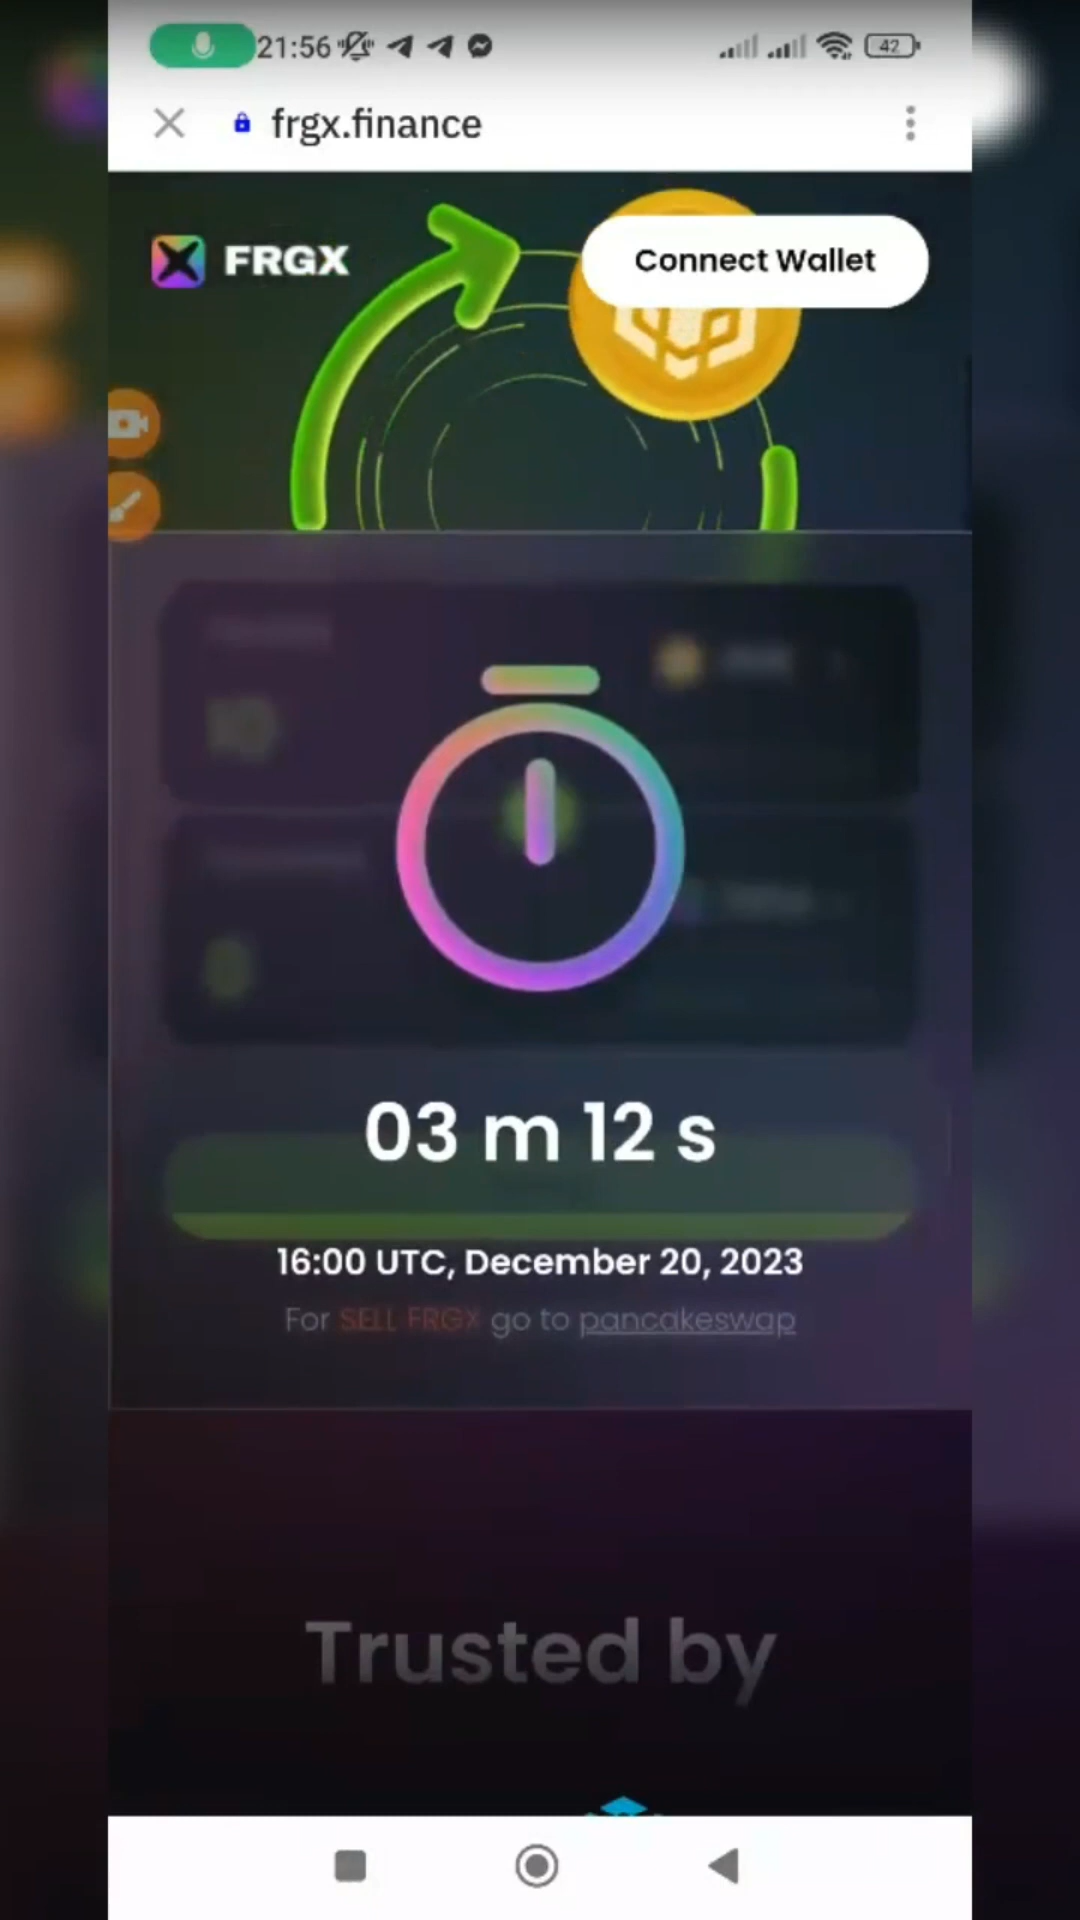 21:56
42
frgx.finance
FRGX
Connect Wallet
03 m 12 s
16:00 UTC, December 20, 2023
For SELL FRGX go to pancakeswap
Trusted by